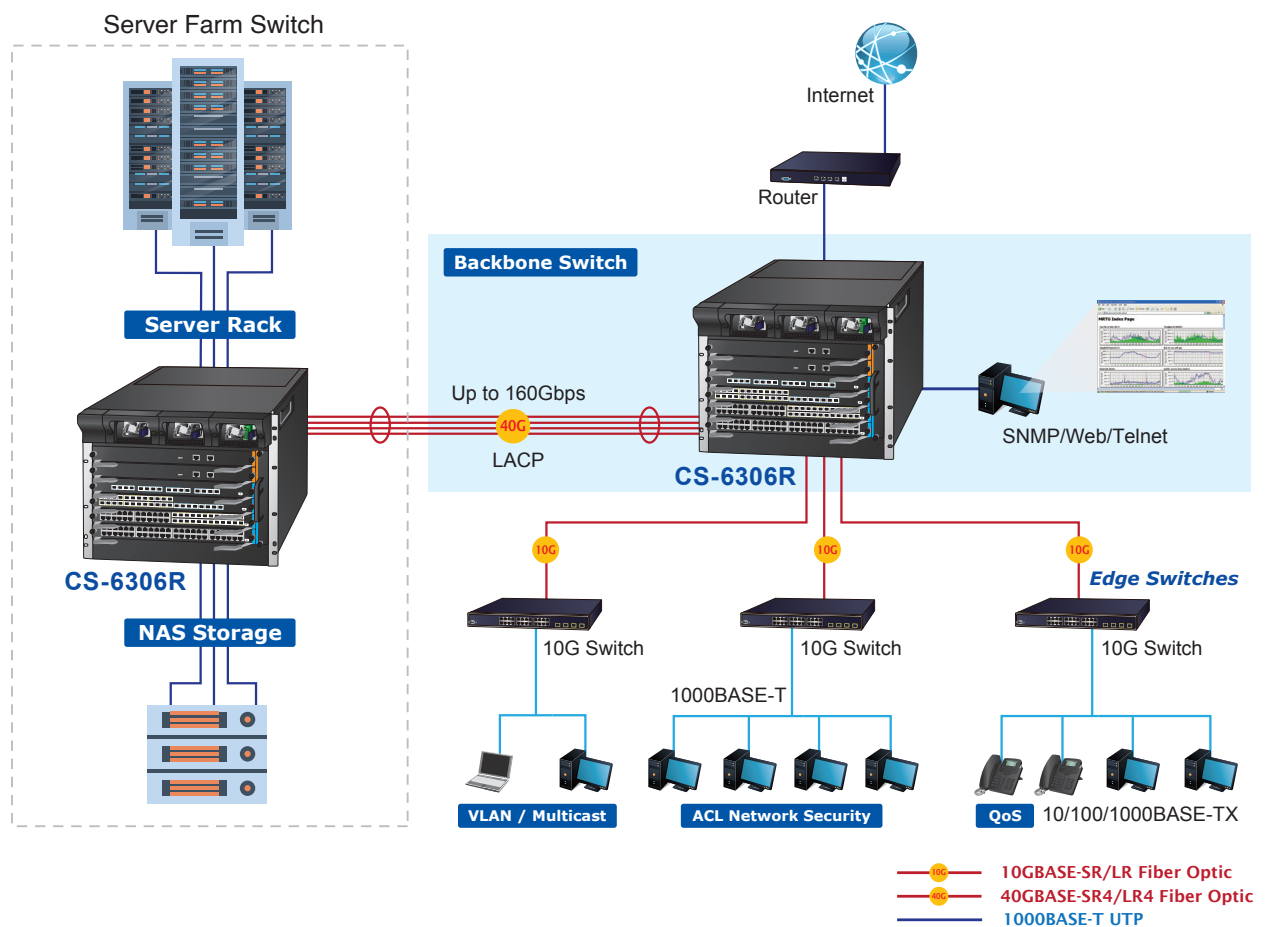 Server Farm Switch
Internet
Router
Backbone Switch
MRTG Index Page
Server Rack
Up to 160Gbps
40G
LACP
SNMP/Web/Telnet
CS-6306R
CS-6306R
10G
10G
10G
Edge Switches
NAS Storage
10G Switch
10G Switch
10G Switch
1000BASE-T
VLAN / Multicast
ACL Network Security
QoS
10/100/1000BASE-TX
10G
10GBASE-SR/LR Fiber Optic
40G
40GBASE-SR4/LR4 Fiber Optic
1000BASE-T UTP